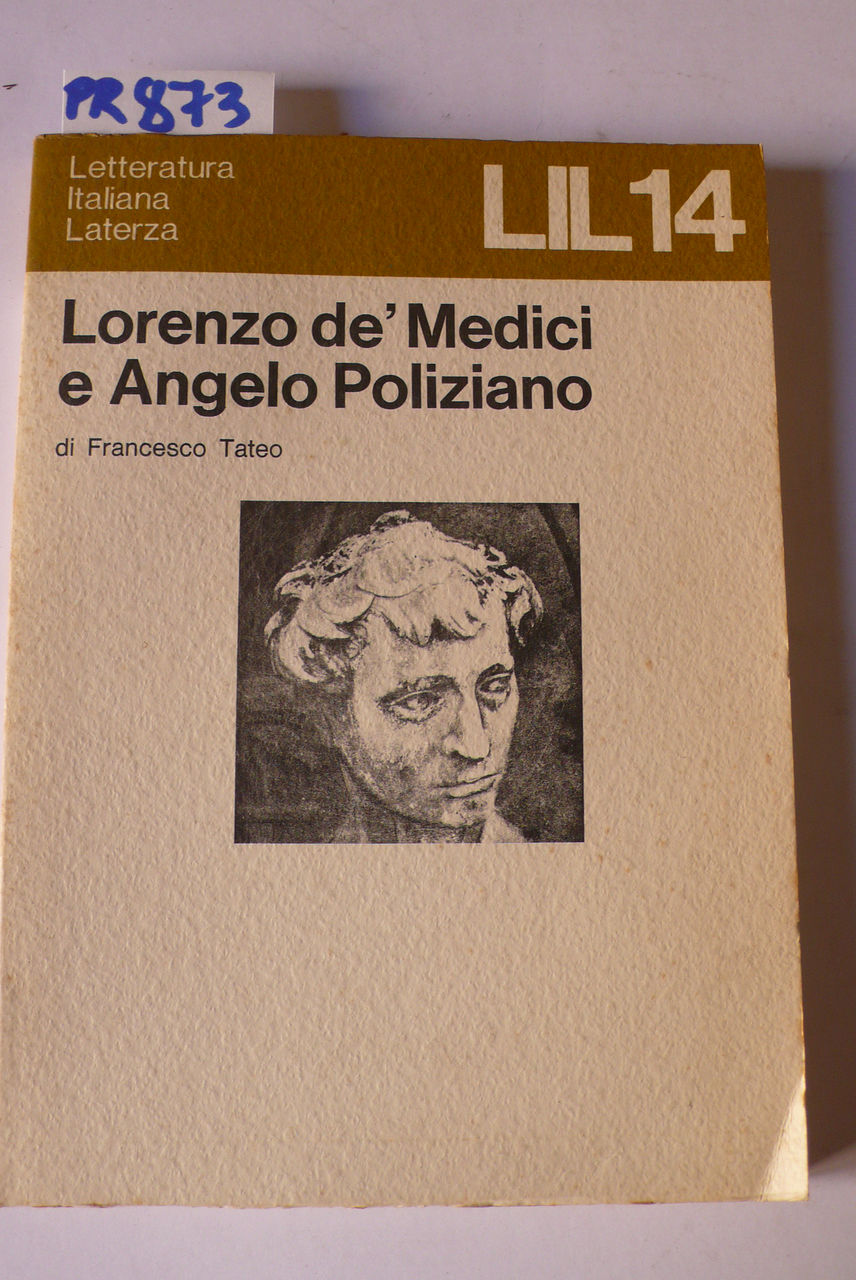 PR873
Letteratura
Italiana
Laterza
LIL14
Lorenzo de' Medici
e Angelo Poliziano
di Francesco Tateo